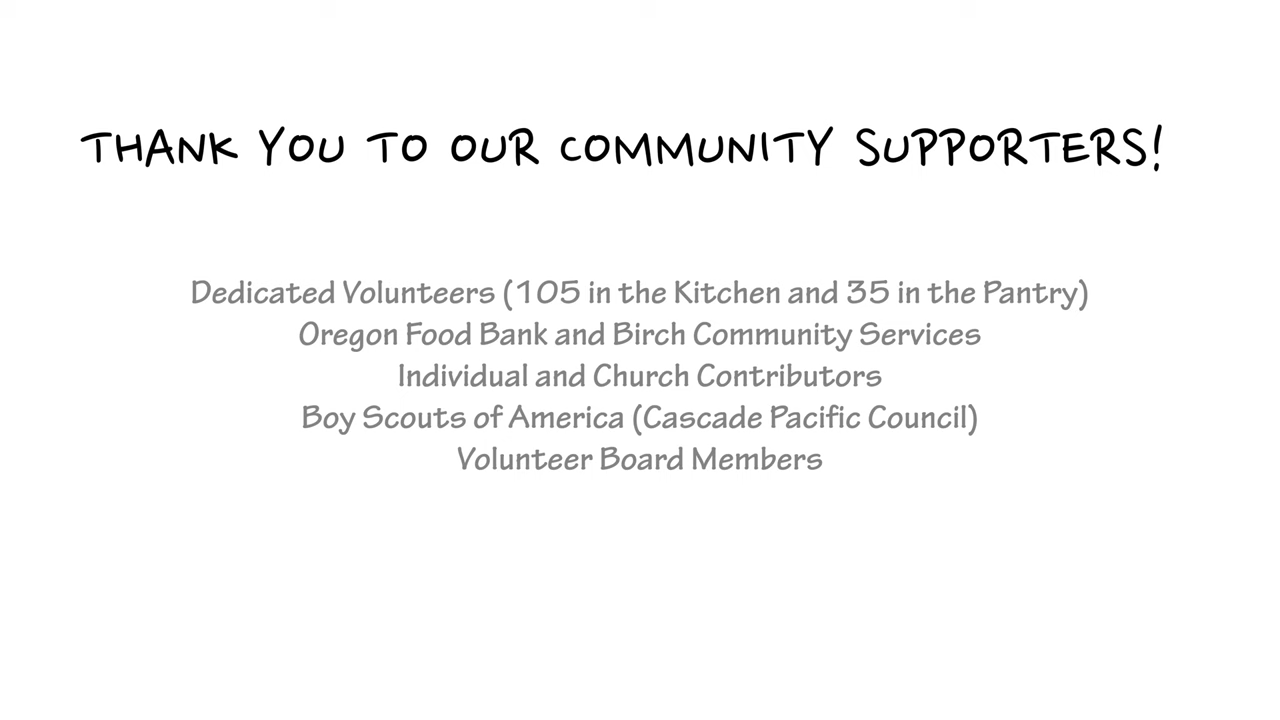 THANK YOU TO OUR COMMUNITY SUPPORTERS!
Dedicated Volunteers (105 in the Kitchen and 35 in the Pantry)
Oregon Food Bank and Birch Community Services
Individual and Church Contributors
Boy Scouts of America (Cascade Pacific Council)
Volunteer Board Members